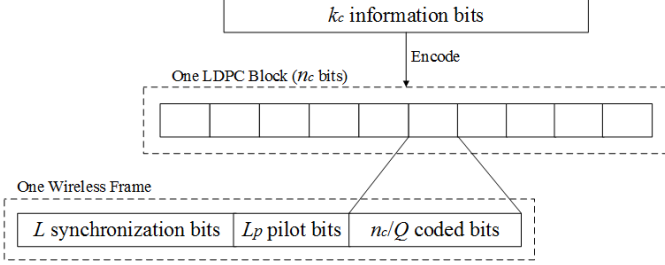 kc information bits
Encode
One LDPC Block (nc bits)
One Wireless Frame
L synchronization bits
Lp pilot bits
nc/Q coded bits